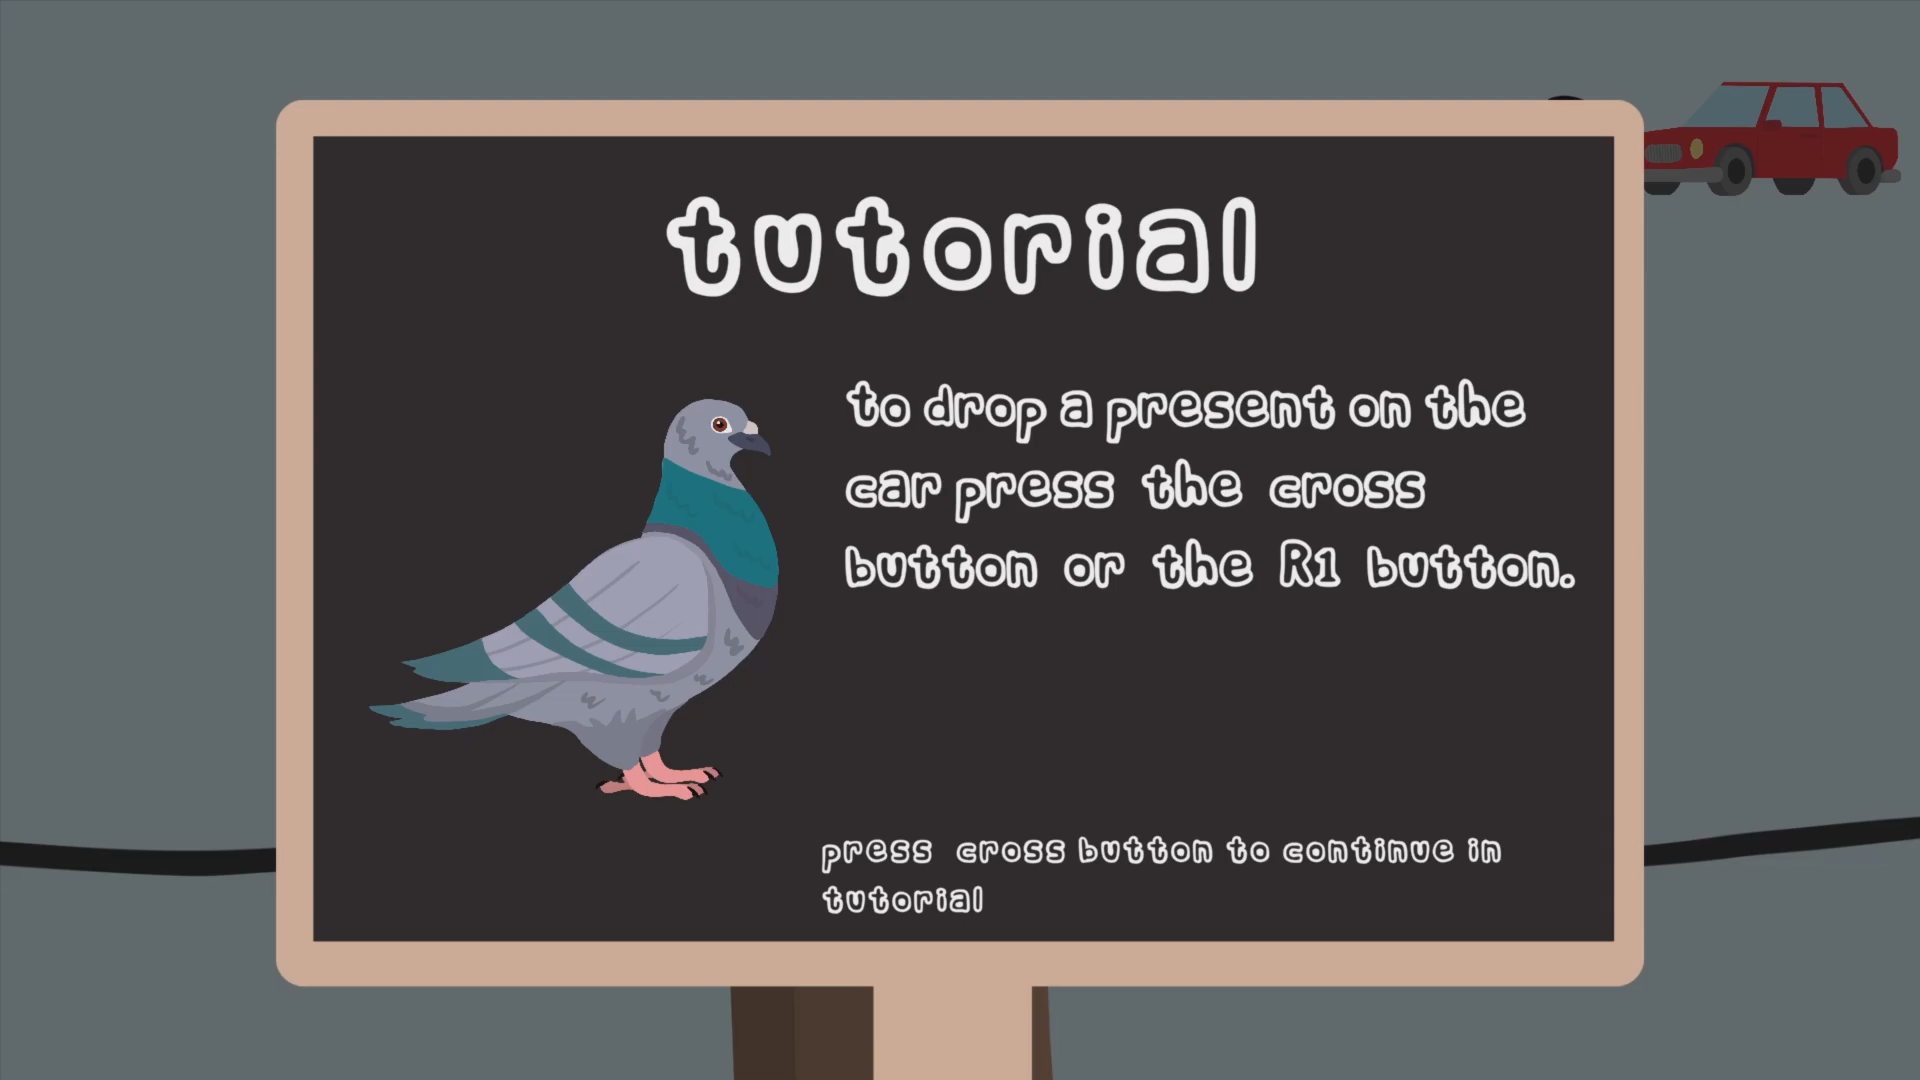 tutorial
to drop a present on the
car press the cross
button or the R1 button.
press cross button to continue in
tutorial